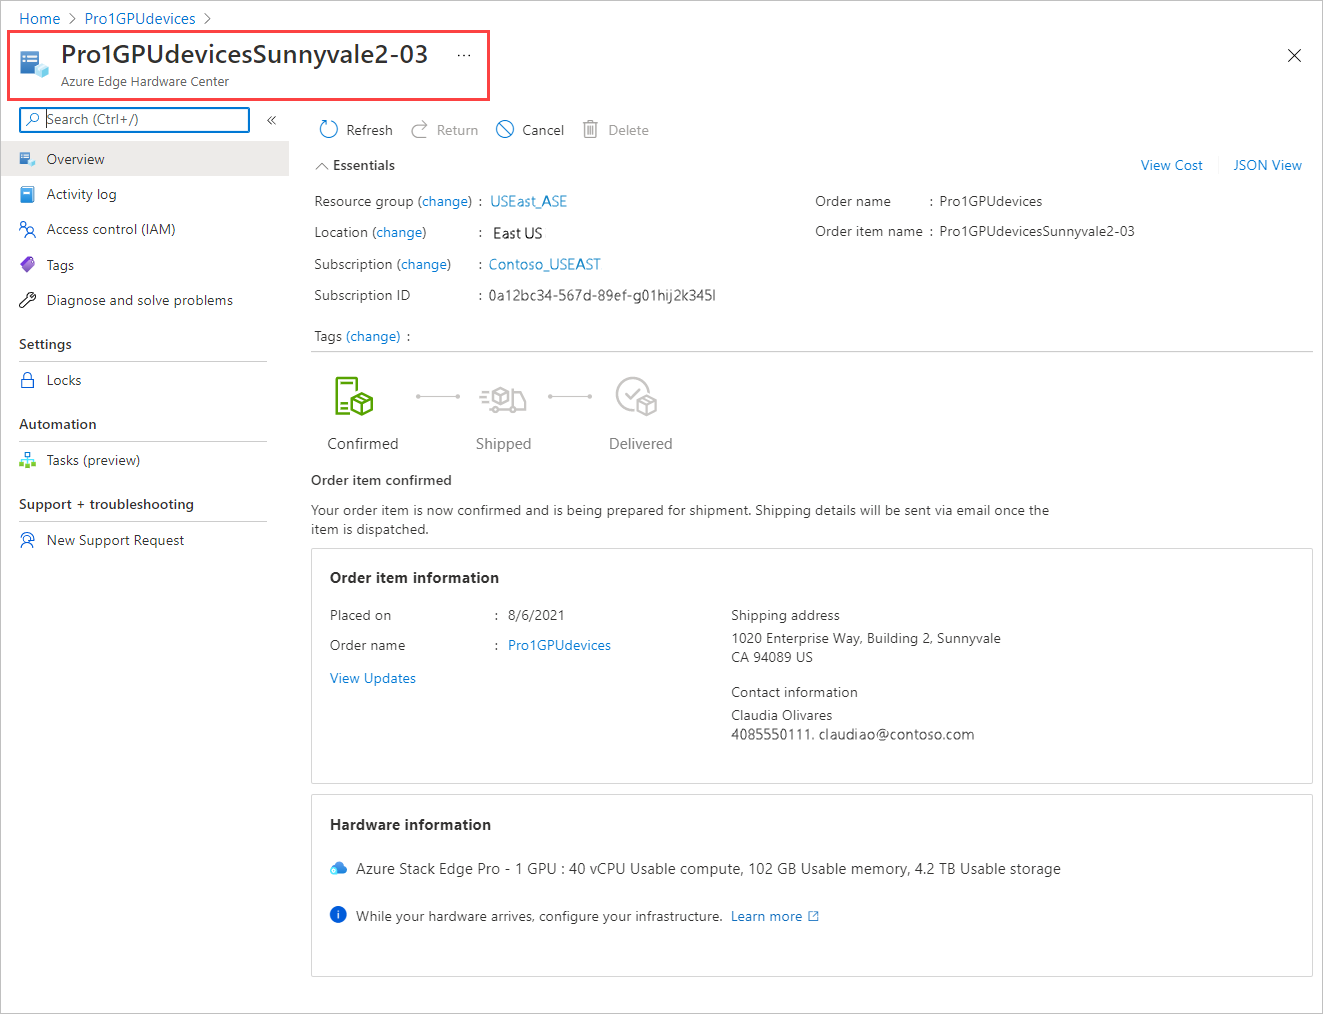 Home > Pro1GPUdevices >
Pro1GPUdevicesSunnyvale2-03 ...
Azure Edge Hardware Center
Search (Ctrl+/)
«
Overview
Activity log
Access control (IAM)
Tags
Diagnose and solve problems
Settings
Locks
Automation
Tasks (preview)
Support + troubleshooting
New Support Request
Refresh Return Cancel Delete
Essentials
View Cost JSON View
Resource group (change) : USEast_ASE
Location (change) : East US
Subscription (change) : Contoso_USEAST
Subscription ID : 0a12bc34-567d-89ef-g01hij2k345l
Order name : Pro1GPUdevices
Order item name : Pro1GPUdevicesSunnyvale2-03
Tags (change) :
Confirmed Shipped Delivered
Order item confirmed
Your order item is now confirmed and is being prepared for shipment. Shipping details will be sent via email once the
item is dispatched.
Order item information
Placed on : 8/6/2021
Order name : Pro1GPUdevices
View Updates
Shipping address
1020 Enterprise Way, Building 2, Sunnyvale
CA 94089 US
Contact information
Claudia Olivares
4085550111. claudiao@contoso.com
Hardware information
Azure Stack Edge Pro - 1 GPU : 40 vCPU Usable compute, 102 GB Usable memory, 4.2 TB Usable storage
While your hardware arrives, configure your infrastructure. Learn more